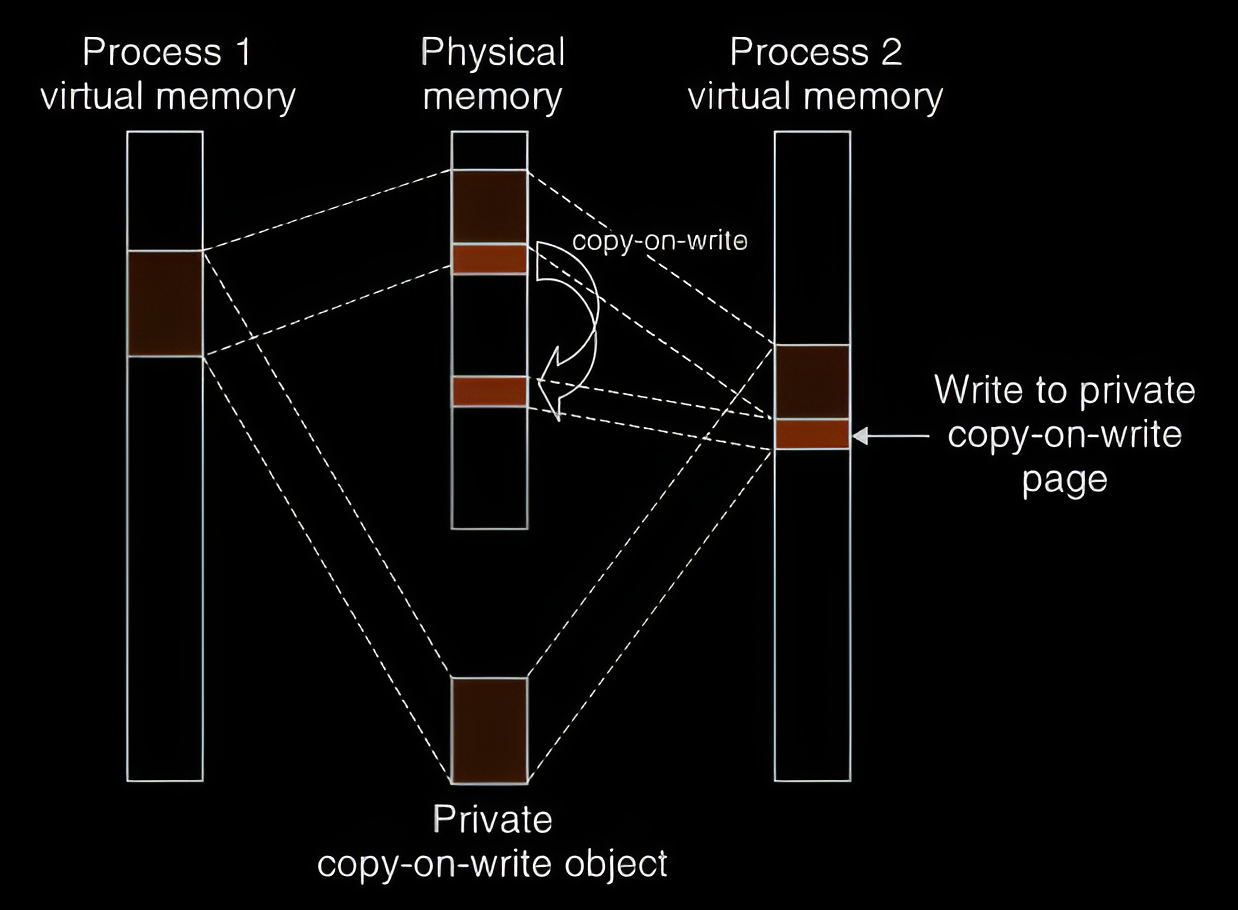 Process 1
virtual memory
Physical
memory
Process 2
virtual memory
copy-on-write
Write to private
copy-on-write
page
Private
copy-on-write object